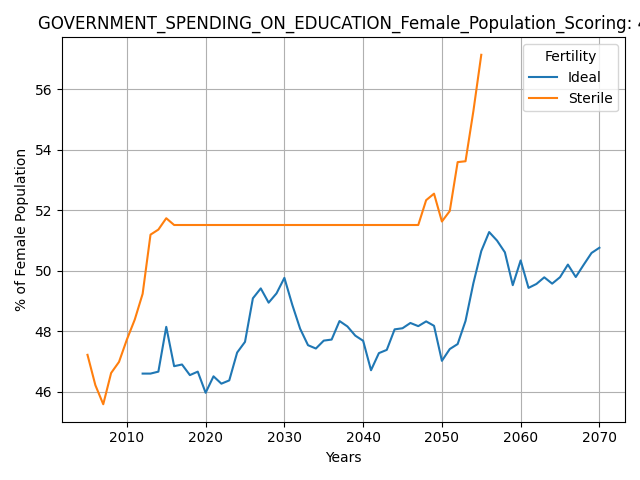 GOVERNMENT_SPENDING_ON_EDUCATION_Female_Population_Scoring:
Fertility
Ideal
Sterile
% of Female Population
56
54
52
50
48
46
2010 2020 2030 2040 2050 2060 2070
Years